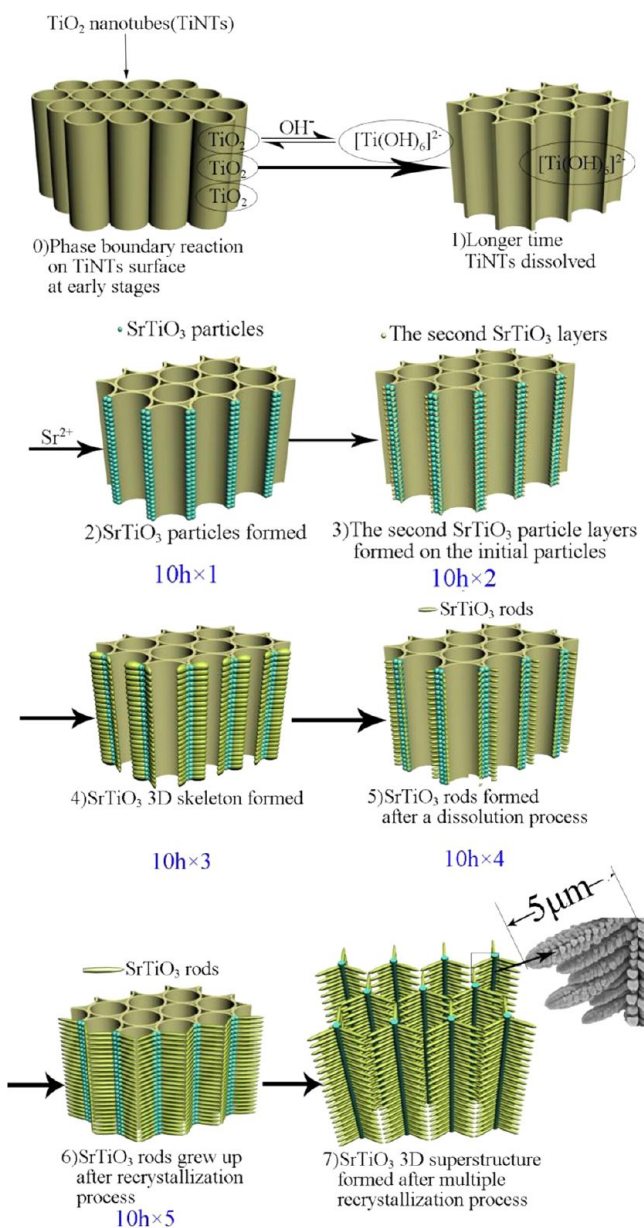 TiO₂ nanotubes(TiNTs)
OH⁻
TiO₂
[Ti(OH)₆]²⁻
TiO₂
TiO₂
[Ti(OH)₆]²⁻
0)Phase boundary reaction
on TiNTs surface
at early stages
1)Longer time
TiNTs dissolved
SrTiO₃ particles
The second SrTiO₃ layers
Sr²⁺
2)SrTiO₃ particles formed
10h×1
3)The second SrTiO₃ particle layers
formed on the initial particles
10h×2
SrTiO₃ rods
4)SrTiO₃ 3D skeleton formed
10h×3
5)SrTiO₃ rods formed
after a dissolution process
10h×4
5μm
SrTiO₃ rods
6)SrTiO₃ rods grew up
after recrystallization
process
10h×5
7)SrTiO₃ 3D superstructure
formed after multiple
recrystallization process